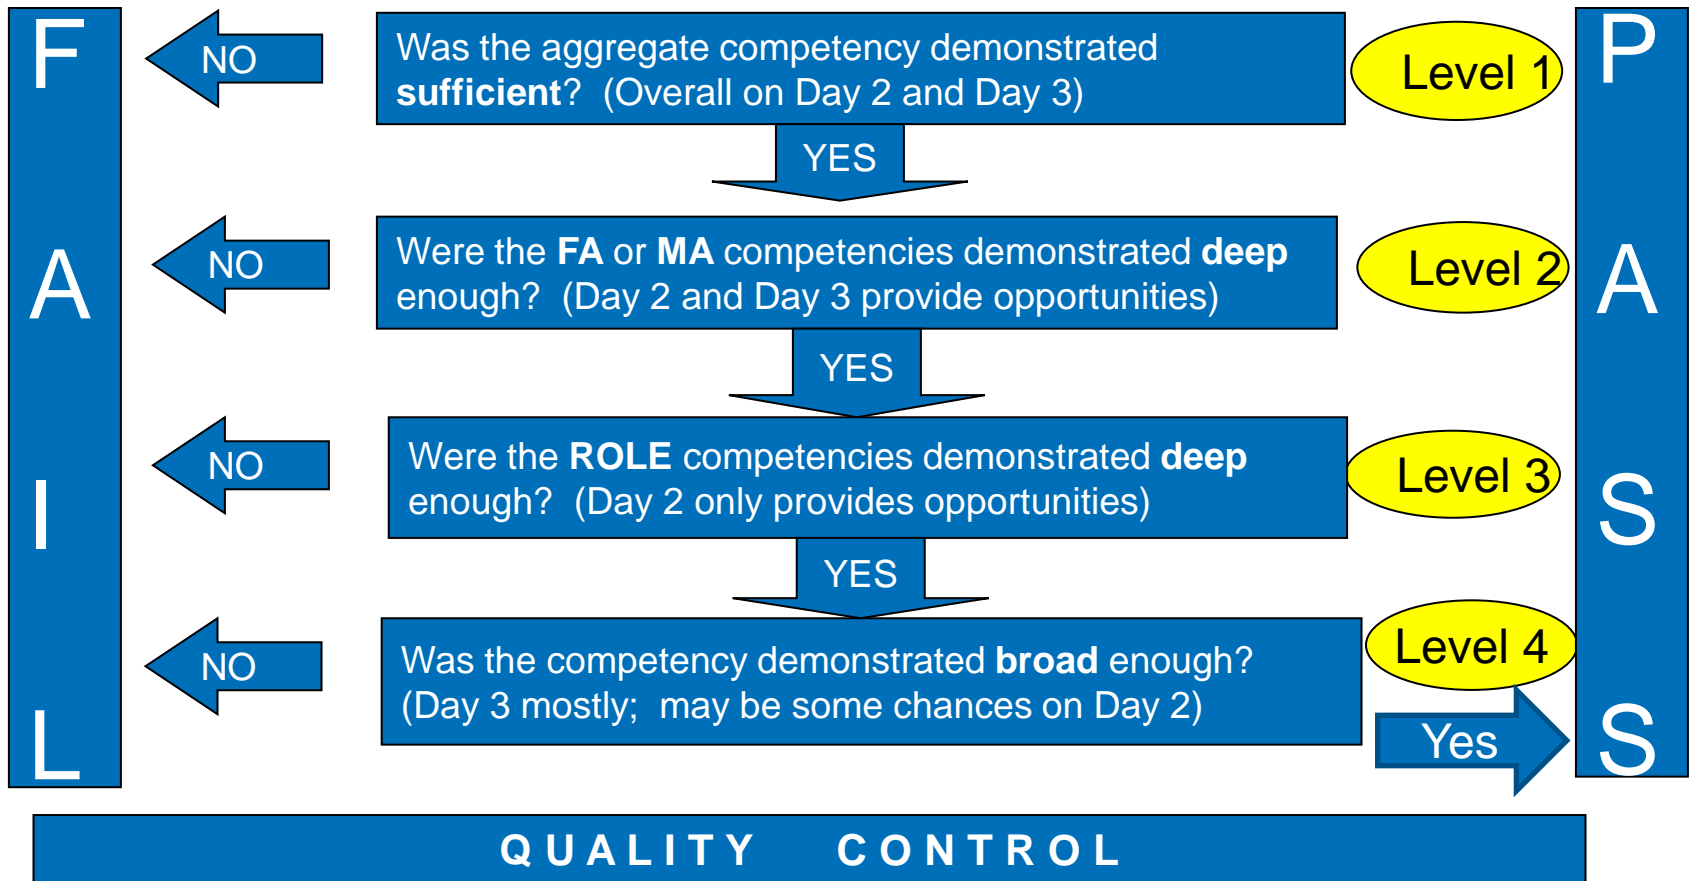 F
A
I
L
NO
Was the aggregate competency demonstrated
sufficient? (Overall on Day 2 and Day 3)
Level 1
YES
NO
Were the FA or MA competencies demonstrated deep
enough? (Day 2 and Day 3 provide opportunities)
Level 2
YES
NO
Were the ROLE competencies demonstrated deep
enough? (Day 2 only provides opportunities)
Level 3
YES
NO
Was the competency demonstrated broad enough?
(Day 3 mostly; may be some chances on Day 2)
Level 4
Yes
P
A
S
S
QUALITY CONTROL